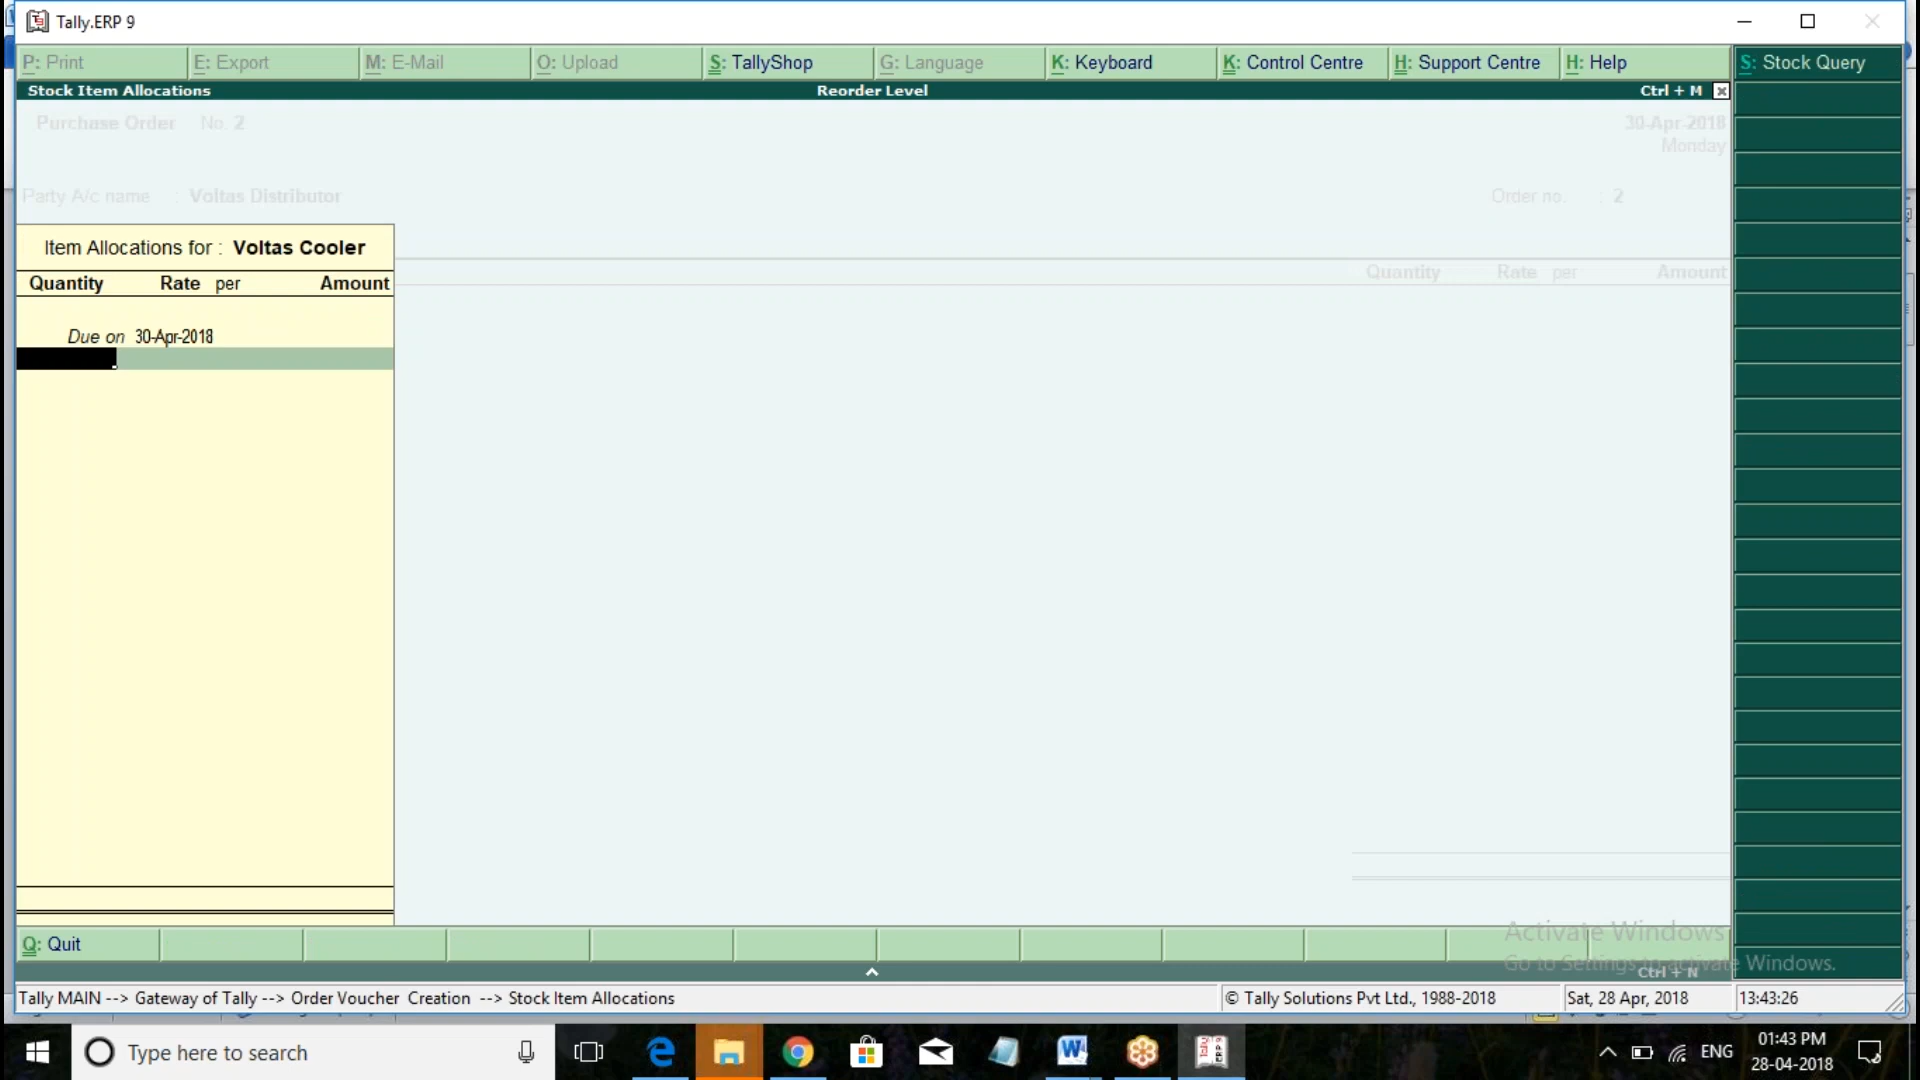 Tally.ERP 9
P: Print E: Export M: E-Mail O: Upload S: TallyShop G: Language K: Keyboard K: Control Centre H: Support Centre H: Help S: Stock Query
Stock Item Allocations Reorder Level Ctrl + M
Purchase Order No. 2 30-Apr-2018
Monday
Party A/c name : Voltas Distributor Order no. : 2
Item Allocations for : Voltas Cooler
Quantity Rate per Amount
Quantity Rate per Amount
Due on 30-Apr-2018
Activate Windows
Q: Quit
Go to Settings to activate Windows.
Ctrl + N
Tally MAIN --> Gateway of Tally --> Order Voucher Creation --> Stock Item Allocations © Tally Solutions Pvt Ltd., 1988-2018 Sat, 28 Apr, 2018 13:43:26
Type here to search ENG 01:43 PM
28-04-2018